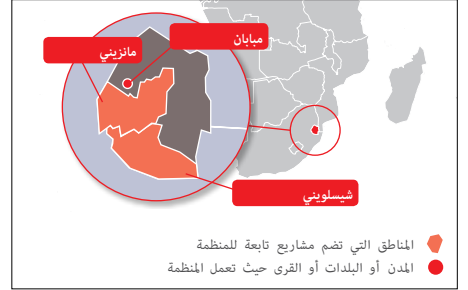 مبابان
مانزيني
شيسلويني
المناطق التي تضم مشاريع تابعة للمنظمة
المدن أو البلدات أو القرى حيث تعمل المنظمة